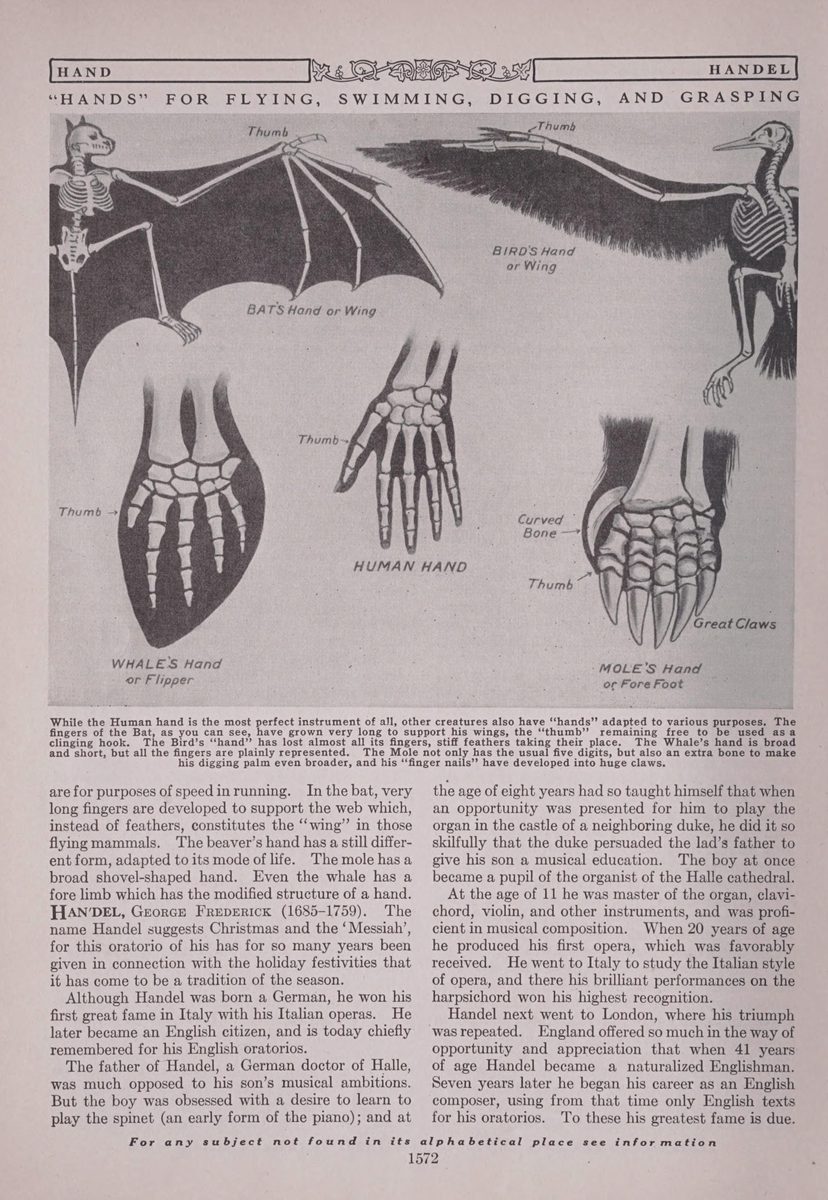 HAND
HANDEL
"HANDS" FOR FLYING, SWIMMING, DIGGING, AND GRASPING
Thumb
Thumb
BIRD'S Hand
or Wing
BAT'S Hand or Wing
Thumb
Thumb
Curved
Bone
HUMAN HAND
Thumb
Great Claws
WHALE'S Hand
or Flipper
MOLE'S Hand
or Fore Foot
While the Human hand is the most perfect instrument of all, other creatures also have "hands" adapted to various purposes. The
fingers of the Bat, as you can see, have grown very long to support his wings, the "thumb" remaining free to be used as a
clinging hook. The Bird's "hand" has lost almost all its fingers, stiff feathers taking their place. The Whale's hand is broad
and short, but all the fingers are plainly represented. The Mole not only has the usual five digits, but also an extra bone to make
his digging palm even broader, and his "finger nails" have developed into huge claws.
are for purposes of speed in running. In the bat, very
long fingers are developed to support the web which,
instead of feathers, constitutes the "wing" in those
flying mammals. The beaver's hand has a still differ-
ent form, adapted to its mode of life. The mole has a
broad shovel-shaped hand. Even the whale has a
fore limb which has the modified structure of a hand.
HAN'DEL, GEORGE FREDERICK (1685–1759). The
name Handel suggests Christmas and the 'Messiah',
for this oratorio of his has for so many years been
given in connection with the holiday festivities that
it has come to be a tradition of the season.
Although Handel was born a German, he won his
first great fame in Italy with his Italian operas. He
later became an English citizen, and is today chiefly
remembered for his English oratorios.
The father of Handel, a German doctor of Halle,
was much opposed to his son's musical ambitions.
But the boy was obsessed with a desire to learn to
play the spinet (an early form of the piano); and at
the age of eight years had so taught himself that when
an opportunity was presented for him to play the
organ in the castle of a neighboring duke, he did it so
skilfully that the duke persuaded the lad's father to
give his son a musical education. The boy at once
became a pupil of the organist of the Halle cathedral.
At the age of 11 he was master of the organ, clavi-
chord, violin, and other instruments, and was profi-
cient in musical composition. When 20 years of age
he produced his first opera, which was favorably
received. He went to Italy to study the Italian style
of opera, and there his brilliant performances on the
harpsichord won his highest recognition.
Handel next went to London, where his triumph
was repeated. England offered so much in the way of
opportunity and appreciation that when 41 years
of age Handel became a naturalized Englishman.
Seven years later he began his career as an English
composer, using from that time only English texts
for his oratorios. To these his greatest fame is due.
For any subject not found in its alphabetical place see information
1572